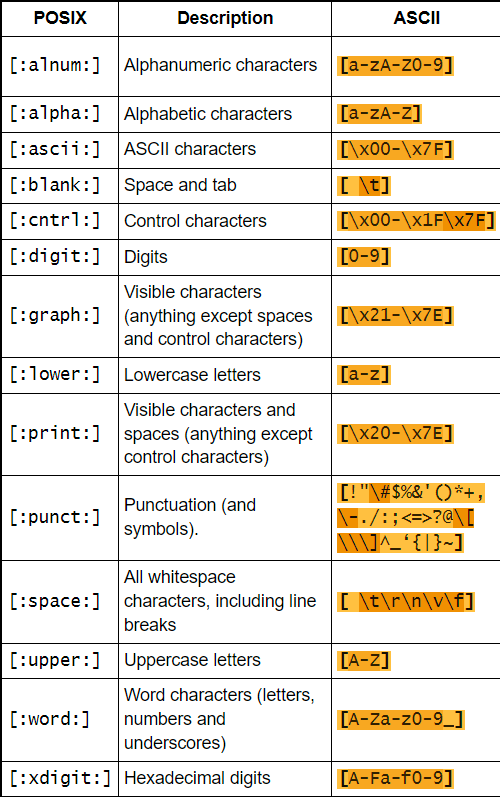 POSIX Description ASCII
[:alnum:] Alphanumeric characters [a-zA-Z0-9]
[:alpha:] Alphabetic characters [a-zA-Z]
[:ascii:] ASCII characters [\x00-\x7F]
[:blank:] Space and tab [ \t]
[:cntrl:] Control characters [\x00-\x1F\x7F]
[:digit:] Digits [0-9]
[:graph:] Visible characters
(anything except spaces
and control characters) [\x21-\x7E]
[:lower:] Lowercase letters [a-z]
[:print:] Visible characters and
spaces (anything except
control characters) [\x20-\x7E]
[:punct:] Punctuation (and
symbols). [!"\#$%&'()*+,
\-./:;<=>?@\[
\\\]^_‘{|}~]
[:space:] All whitespace
characters, including line
breaks [ \t\r\n\v\f]
[:upper:] Uppercase letters [A-Z]
[:word:] Word characters (letters,
numbers and
underscores) [A-Za-z0-9_]
[:xdigit:] Hexadecimal digits [A-Fa-f0-9]